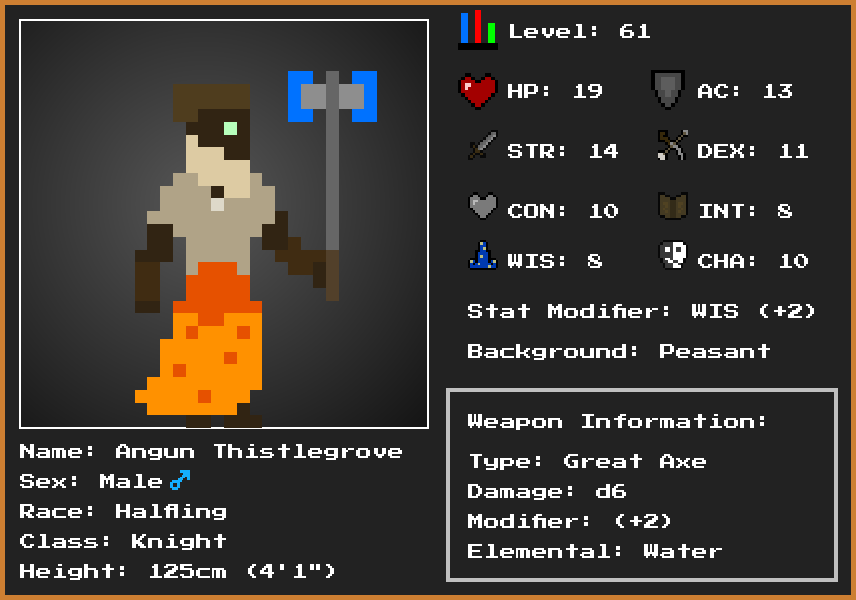 Level: 61
HP: 19 AC: 13
STR: 14 DEX: 11
CON: 10 INT: 8
WIS: 8 CHA: 10
Stat Modifier: WIS (+2)
Background: Peasant
Weapon Information:
Type: Great Axe
Damage: d6
Modifier: (+2)
Elemental: Water
Name: Angun Thistlegrove
Sex: Male♂
Race: Halfling
Class: Knight
Height: 125cm (4'1")